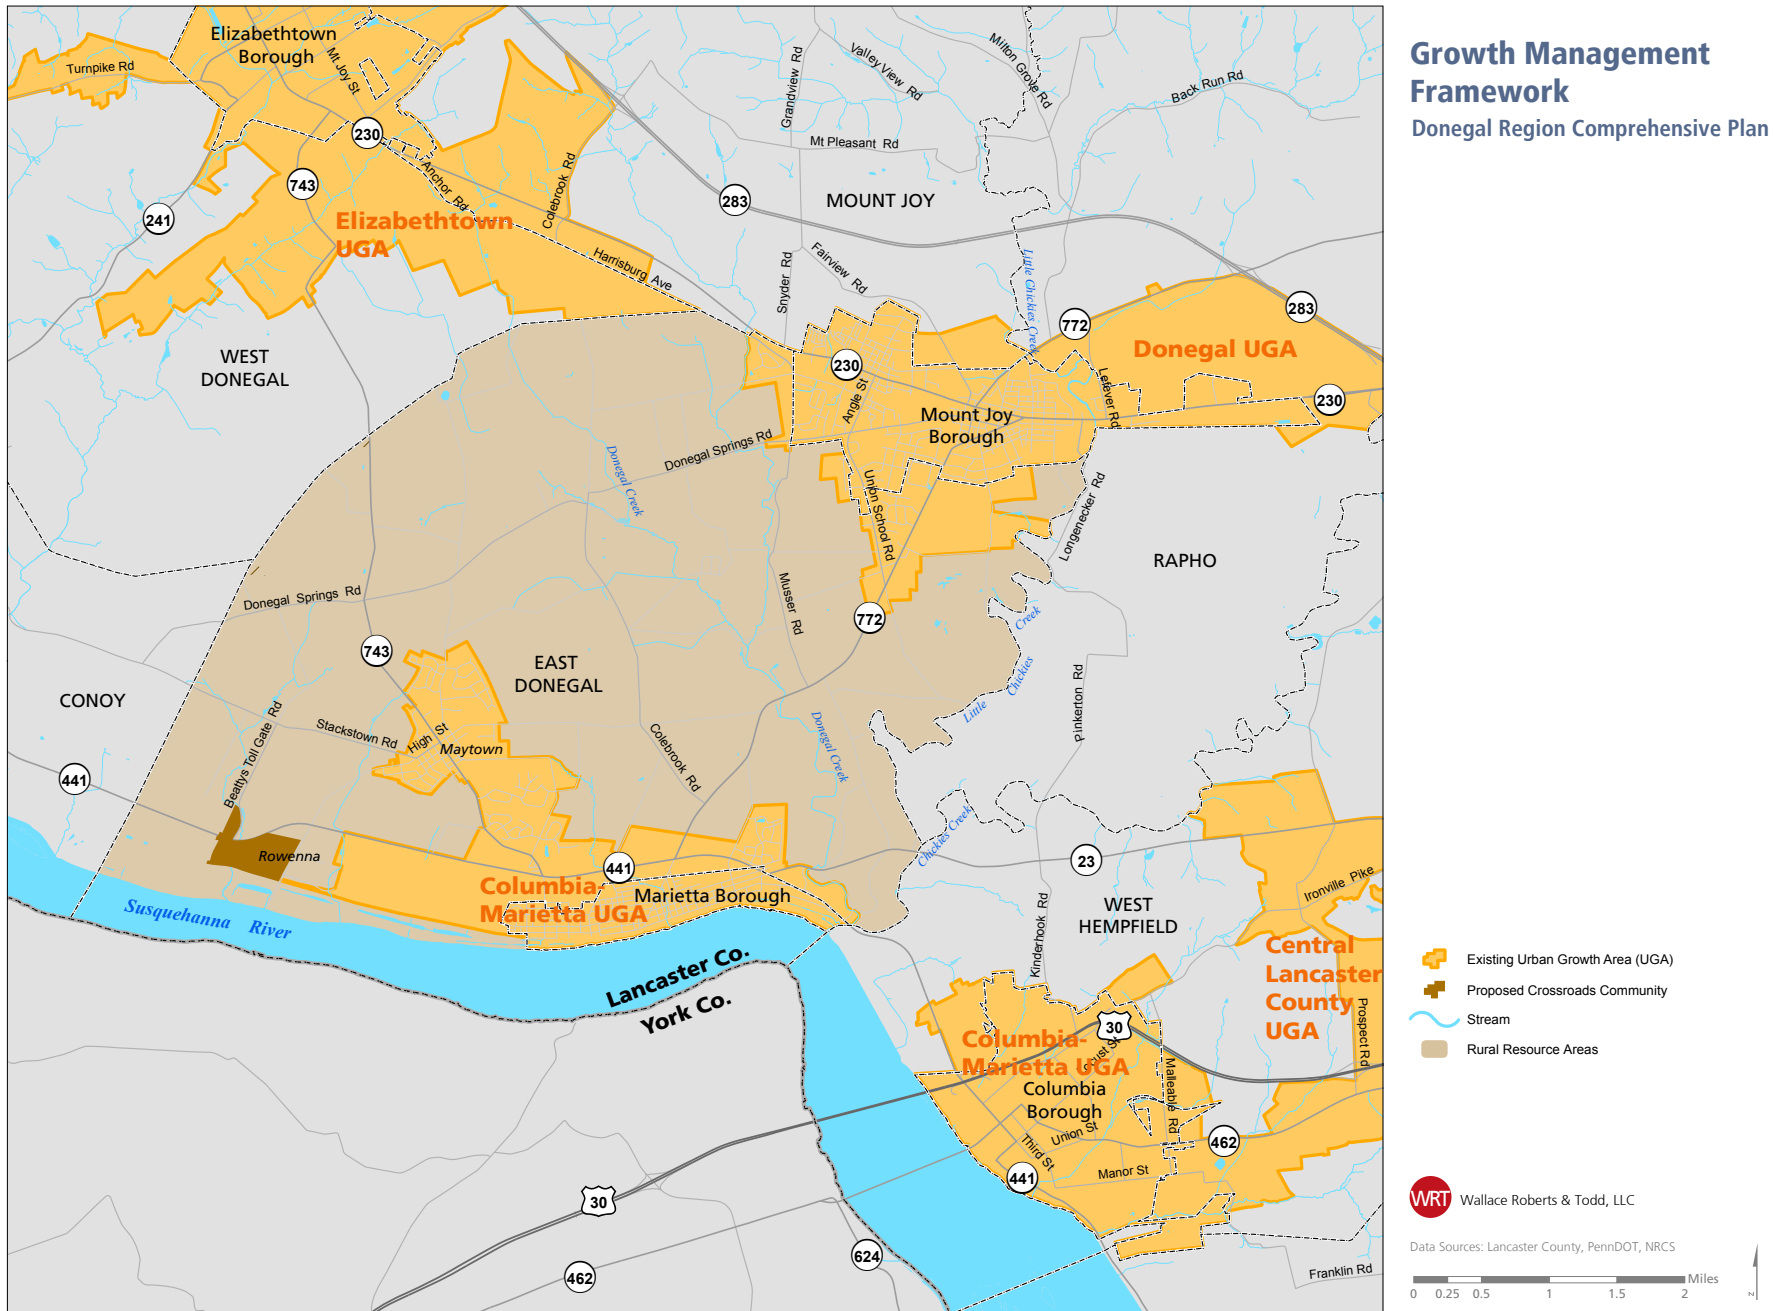 Growth Management
Framework
Donegal Region Comprehensive Plan
Elizabethtown
Borough
Turnpike Rd
Mt Joy St
230
743
241
Anchor Rd
Colebrook Rd
Elizabethtown
UGA
Harrisburg Ave
Grandview Rd
Valley View Rd
Milton Grove Rd
Back Run Rd
Mt Pleasant Rd
283
MOUNT JOY
Snyder Rd
Fairview Rd
Little Chickies Creek
772
283
Donegal UGA
230
230
Lefever Rd
Angle St
Mount Joy
Borough
WEST
DONEGAL
Donegal Springs Rd
Donegal Creek
Union School Rd
Longenecker Rd
RAPHO
Donegal Springs Rd
Musser Rd
772
Little Chickies Creek
743
EAST
DONEGAL
CONOY
Beattys Toll Gate Rd
Stackstown Rd
High St
Maytown
Colebrook Rd
Donegal Creek
Pinkerton Rd
441
Rowenna
Chickies Creek
441
23
Columbia-
Marietta UGA
Marietta Borough
Susquehanna River
Kinderhook Rd
WEST
HEMPFIELD
Ironville Pike
Central
Lancaster
County
UGA
Prospect Rd
Lancaster Co.
York Co.
30
Columbia-
Marietta UGA
Columbia
Borough
Malleable Rd
Union St
Third St
Manor St
462
441
30
462
624
Franklin Rd
Existing Urban Growth Area (UGA)
Proposed Crossroads Community
Stream
Rural Resource Areas
WRT
Wallace Roberts & Todd, LLC
Data Sources: Lancaster County, PennDOT, NRCS
Miles
0 0.25 0.5 1 1.5 2
N